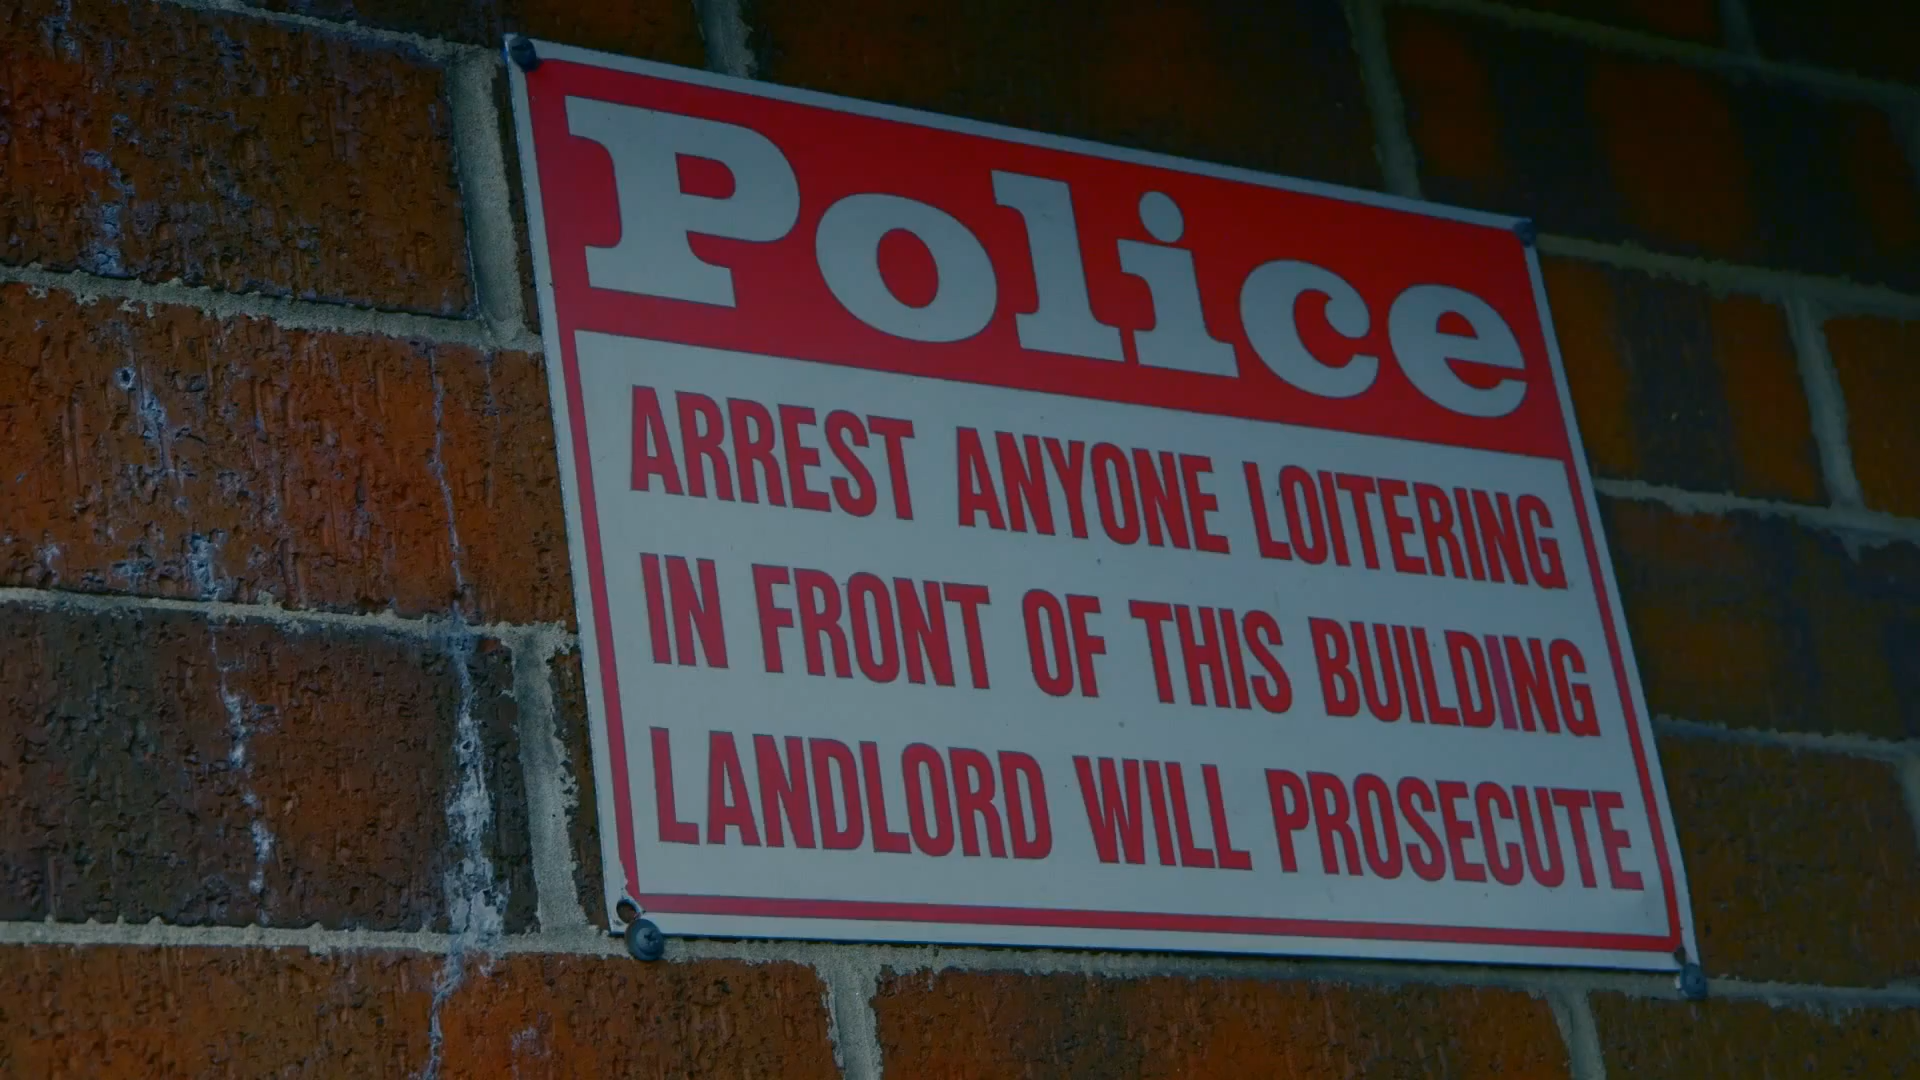 Police
ARREST ANYONE LOITERING
IN FRONT OF THIS BUILDING
LANDLORD WILL PROSECUTE